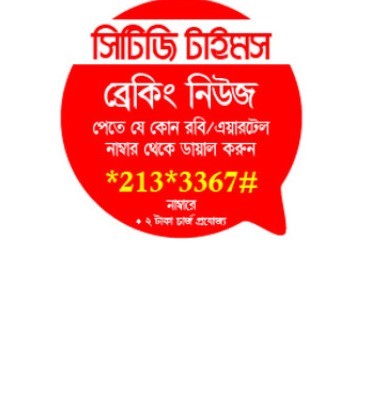 সিটিজি টাইমস
ব্রেকিং নিউজ
পেতে যে কোন রবি/এয়ারটেল
নাম্বার থেকে ডায়াল করুন
*213*3367#
নাম্বারে
* ২ টাকা চার্জ প্রযোজ্য